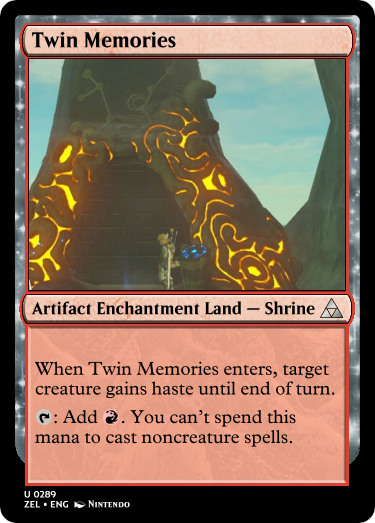 Twin Memories
Artifact Enchantment Land — Shrine
When Twin Memories enters, target
creature gains haste until end of turn.
: Add . You can't spend this
mana to cast noncreature spells.
U 0289
ZEL • ENG Nintendo